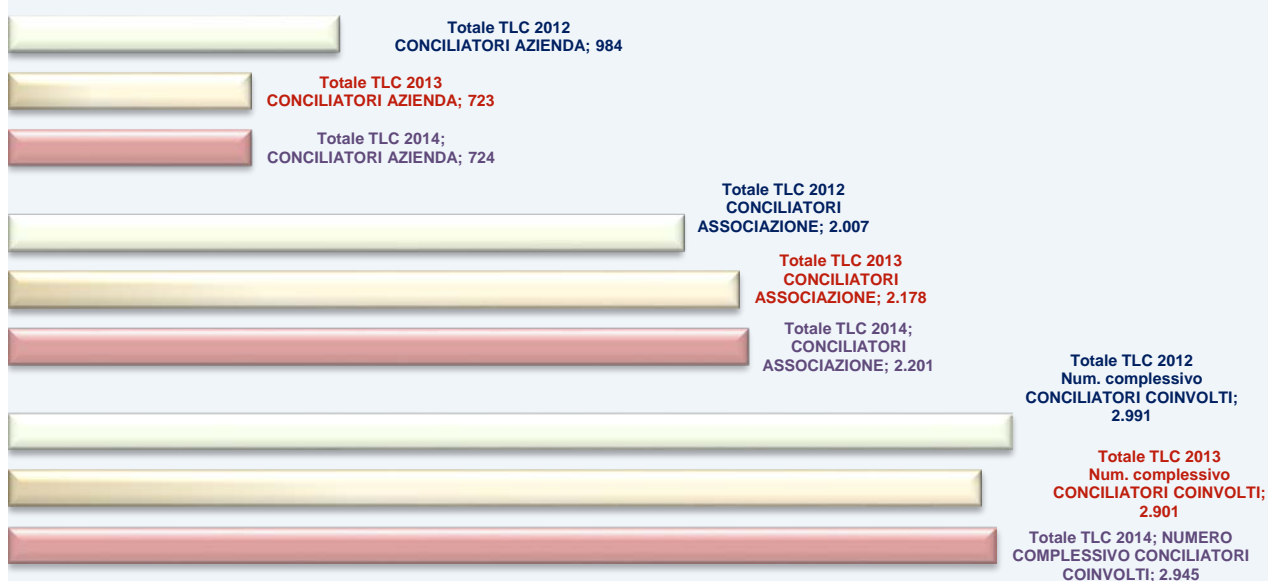 Totale TLC 2012
CONCILIATORI AZIENDA; 984
Totale TLC 2013
CONCILIATORI AZIENDA; 723
Totale TLC 2014;
CONCILIATORI AZIENDA; 724
Totale TLC 2012
CONCILIATORI
ASSOCIAZIONE; 2.007
Totale TLC 2013
CONCILIATORI
ASSOCIAZIONE; 2.178
Totale TLC 2014;
CONCILIATORI
ASSOCIAZIONE; 2.201
Totale TLC 2012
Num. complessivo
CONCILIATORI COINVOLTI;
2.991
Totale TLC 2013
Num. complessivo
CONCILIATORI COINVOLTI;
2.901
Totale TLC 2014; NUMERO
COMPLESSIVO CONCILIATORI
COINVOLTI; 2.945